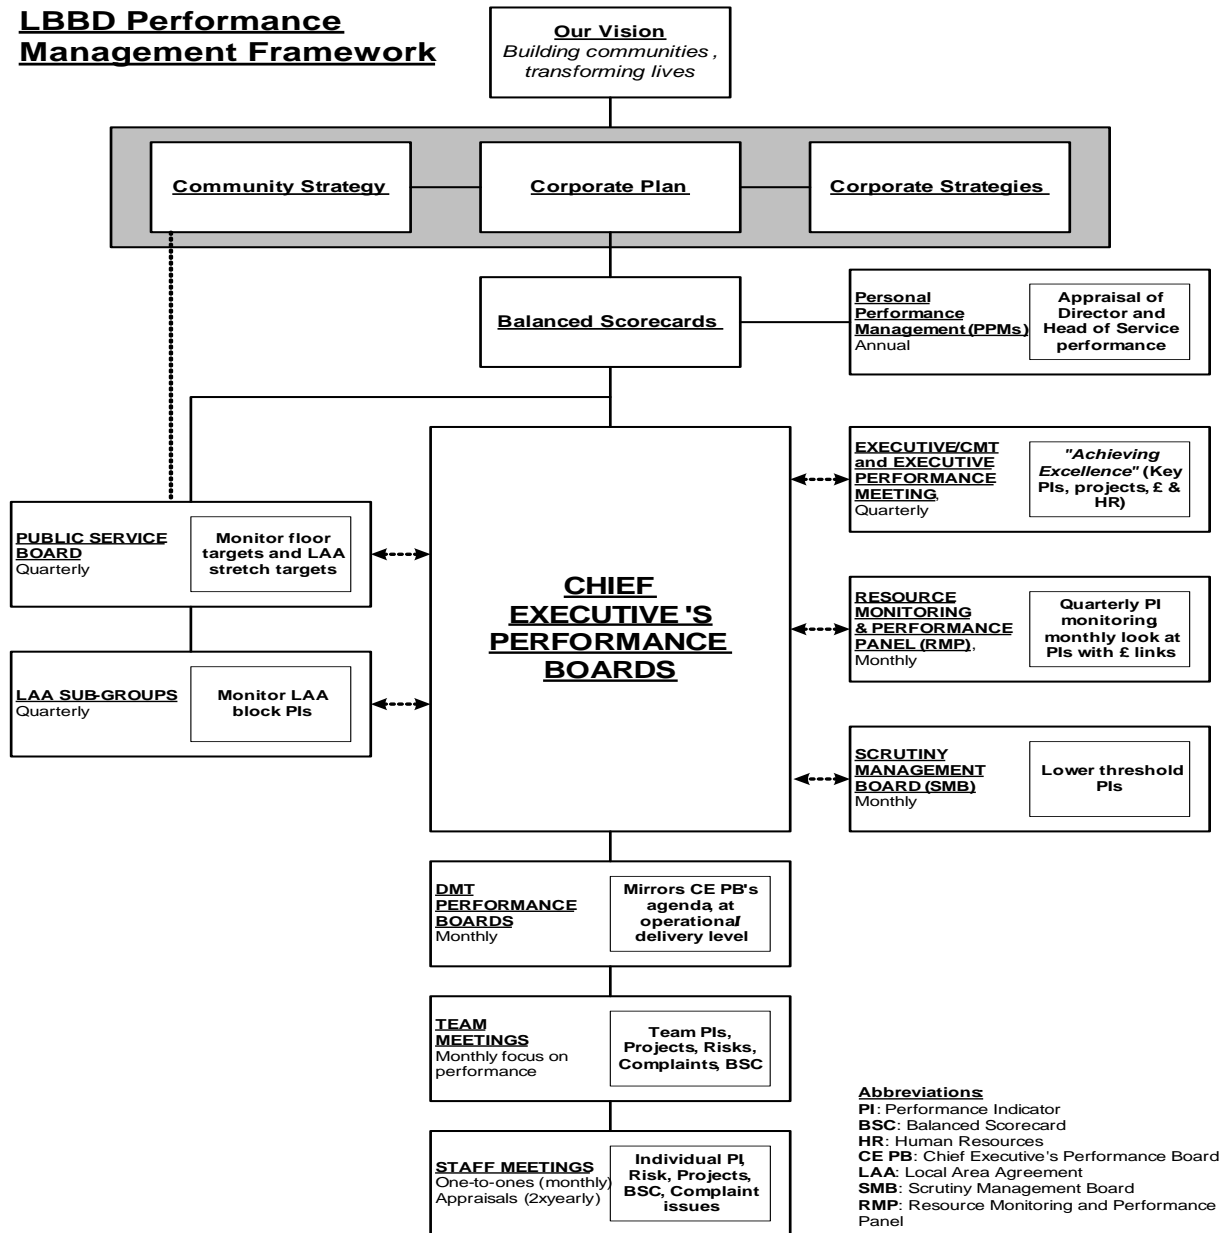 LBBD Performance
Management Framework
Our Vision
Building communities ,
transforming lives
Community Strategy
Corporate Plan
Corporate Strategies
Balanced Scorecards
Personal
Performance
Management (PPMs)
Annual
Appraisal of
Director and
Head of Service
performance
EXECUTIVE/CMT
and EXECUTIVE
PERFORMANCE
MEETING,
Quarterly
"Achieving
Excellence" (Key
PIs, projects, £ &
HR)
PUBLIC SERVICE
BOARD
Quarterly
Monitor floor
targets and LAA
stretch targets
CHIEF
EXECUTIVE'S
PERFORMANCE
BOARDS
RESOURCE
MONITORING
& PERFORMANCE
PANEL (RMP),
Monthly
Quarterly PI
monitoring
monthly look at
PIs with £ links
LAA SUB-GROUPS
Quarterly
Monitor LAA
block PIs
SCRUTINY
MANAGEMENT
BOARD (SMB)
Monthly
Lower threshold
PIs
DMT
PERFORMANCE
BOARDS
Monthly
Mirrors CE PB's
agenda, at
operational/
delivery level
TEAM
MEETINGS
Monthly focus on
performance
Team PIs,
Projects, Risks,
Complaints, BSC
STAFF MEETINGS
One-to-ones (monthly)
Appraisals (2xyearly)
Individual PI,
Risk, Projects,
BSC, Complaint
issues
Abbreviations:
PI: Performance Indicator
BSC: Balanced Scorecard
HR: Human Resources
CE PB: Chief Executive's Performance Board
LAA: Local Area Agreement
SMB: Scrutiny Management Board
RMP: Resource Monitoring and Performance
Panel